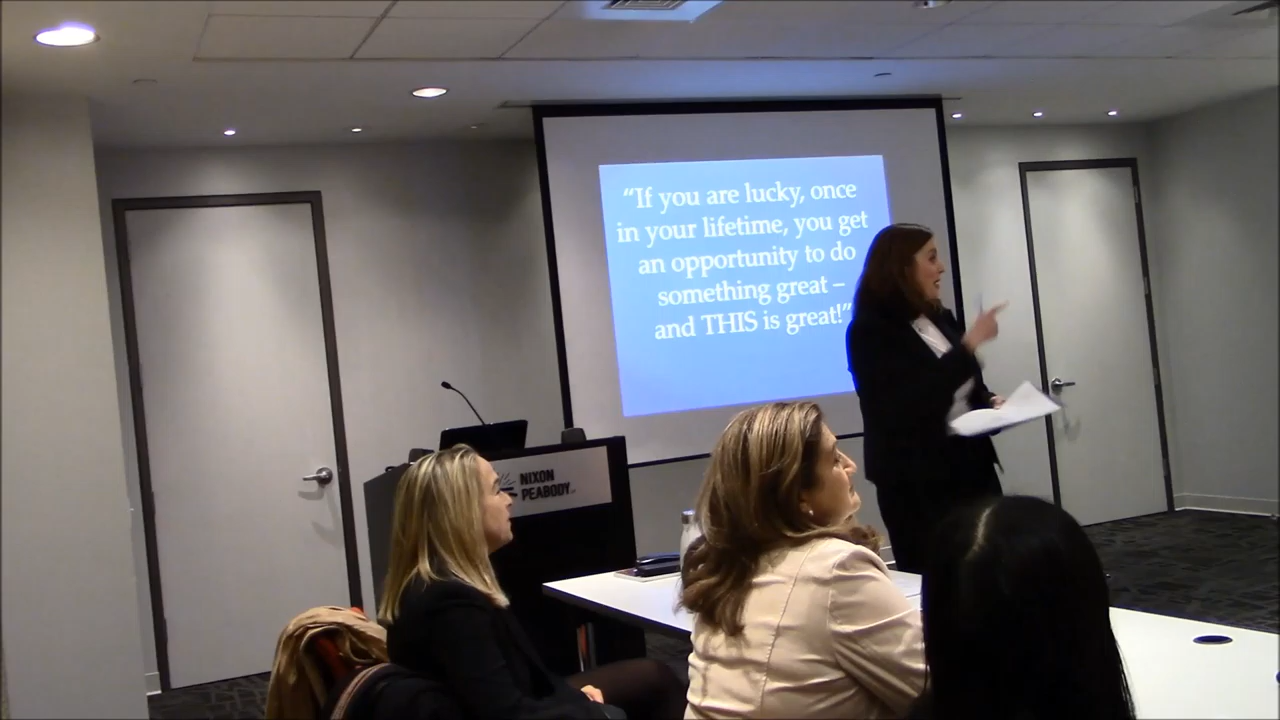 “If you are lucky, once
in your lifetime, you get
an opportunity to do
something great –
and THIS is great!”
NIXON
PEABODY